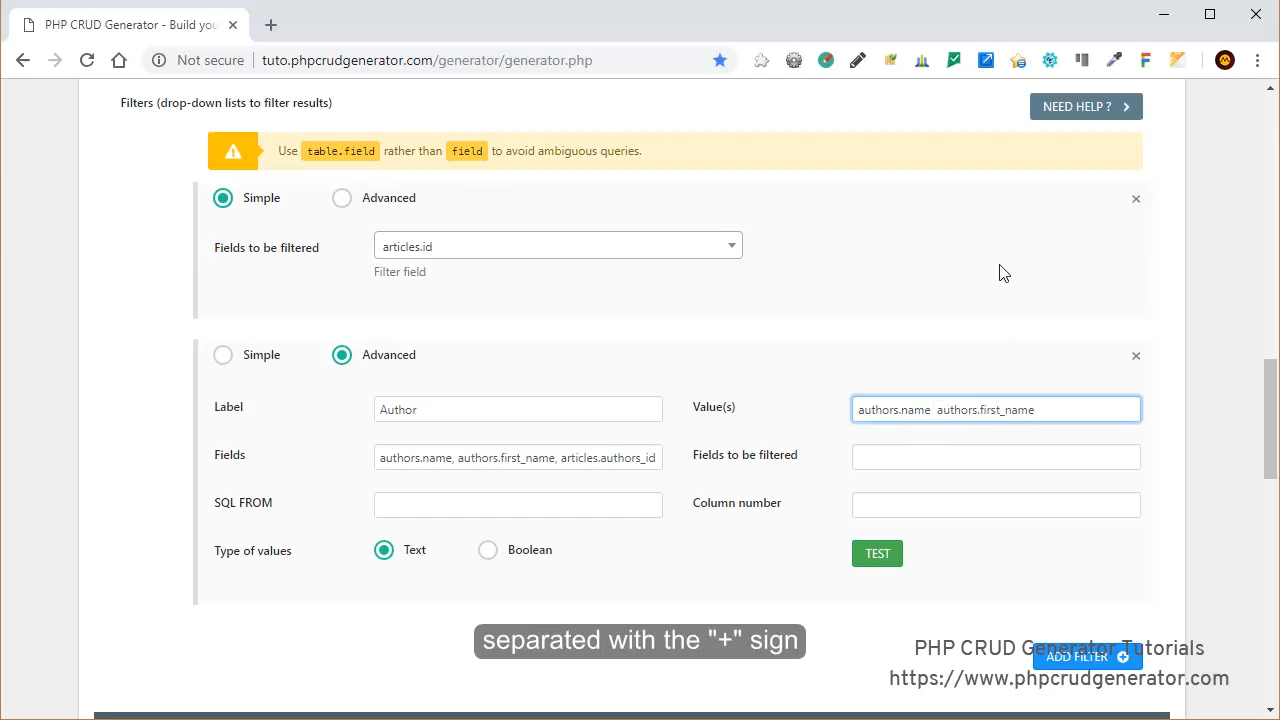 PHP CRUD Generator - Build you
Not secure
tuto.phpcrudgenerator.com/generator/generator.php
Filters (drop-down lists to filter results)
NEED HELP ?
Use table.field rather than field to avoid ambiguous queries.
Simple
Advanced
Fields to be filtered
articles.id
Filter field
Simple
Advanced
Label
Author
Value(s)
authors.name  authors.first_name
Fields
authors.name, authors.first_name, articles.authors_id
Fields to be filtered
SQL FROM
Column number
Type of values
Text
Boolean
TEST
separated with the "+" sign
ADD FILTER
PHP CRUD Generator Tutorials
https://www.phpcrudgenerator.com